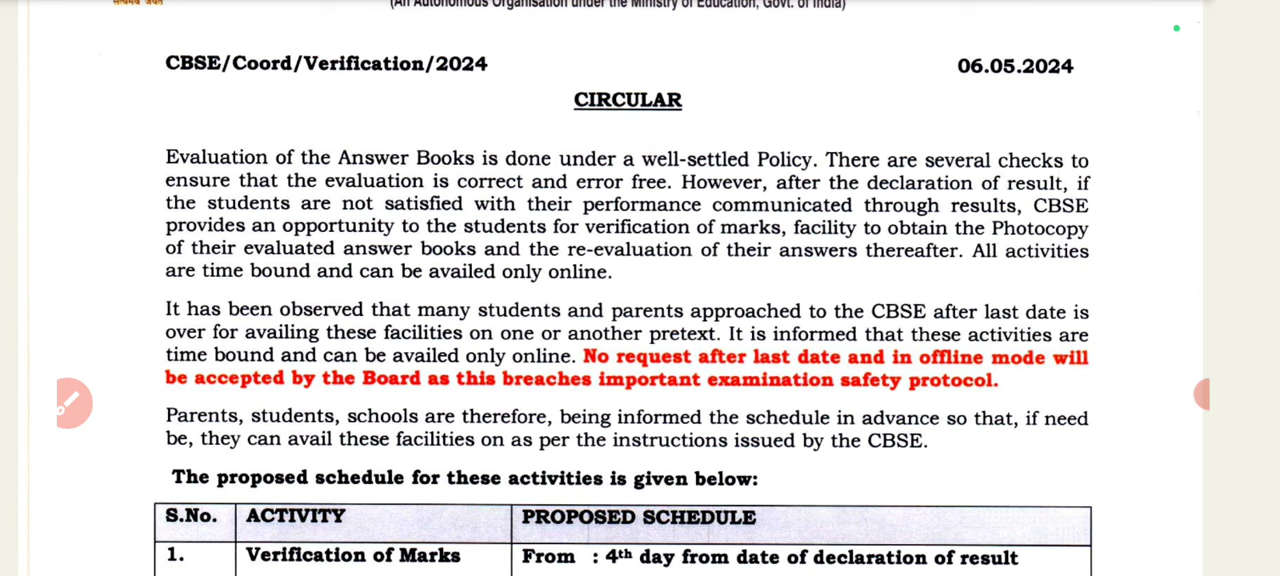 सत्यमेव जयते
(An Autonomous Organisation under the Ministry of Education, Govt. of India)
CBSE/Coord/Verification/2024 06.05.2024
CIRCULAR
Evaluation of the Answer Books is done under a well-settled Policy. There are several checks to
ensure that the evaluation is correct and error free. However, after the declaration of result, if
the students are not satisfied with their performance communicated through results, CBSE
provides an opportunity to the students for verification of marks, facility to obtain the Photocopy
of their evaluated answer books and the re-evaluation of their answers thereafter. All activities
are time bound and can be availed only online.
It has been observed that many students and parents approached to the CBSE after last date is
over for availing these facilities on one or another pretext. It is informed that these activities are
time bound and can be availed only online. No request after last date and in offline mode will
be accepted by the Board as this breaches important examination safety protocol.
Parents, students, schools are therefore, being informed the schedule in advance so that, if need
be, they can avail these facilities on as per the instructions issued by the CBSE.
The proposed schedule for these activities is given below:
S.No. ACTIVITY PROPOSED SCHEDULE
1. Verification of Marks From : 4th day from date of declaration of result